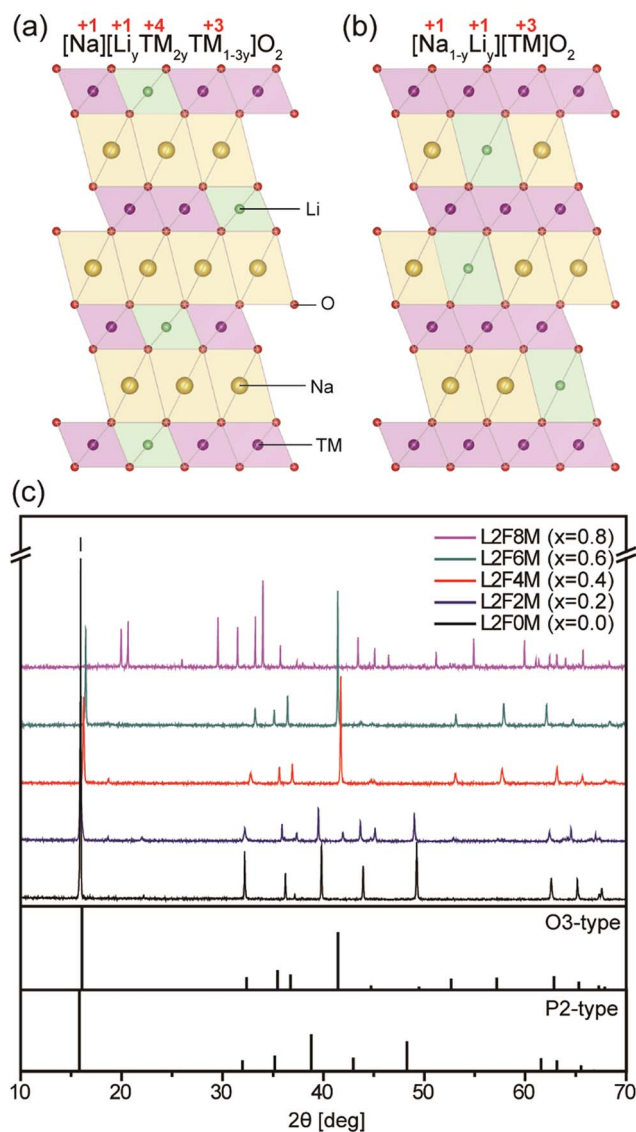 (a)
+1 +1 +4 +3
[Na][LiyTM2yTM1-3y]O2
(b)
+1 +1 +3
[Na1-yLiy][TM]O2
Li
O
Na
TM
(c)
L2F8M (x=0.8)
L2F6M (x=0.6)
L2F4M (x=0.4)
L2F2M (x=0.2)
L2F0M (x=0.0)
O3-type
P2-type
10 20 30 40 50 60 70
2θ [deg]